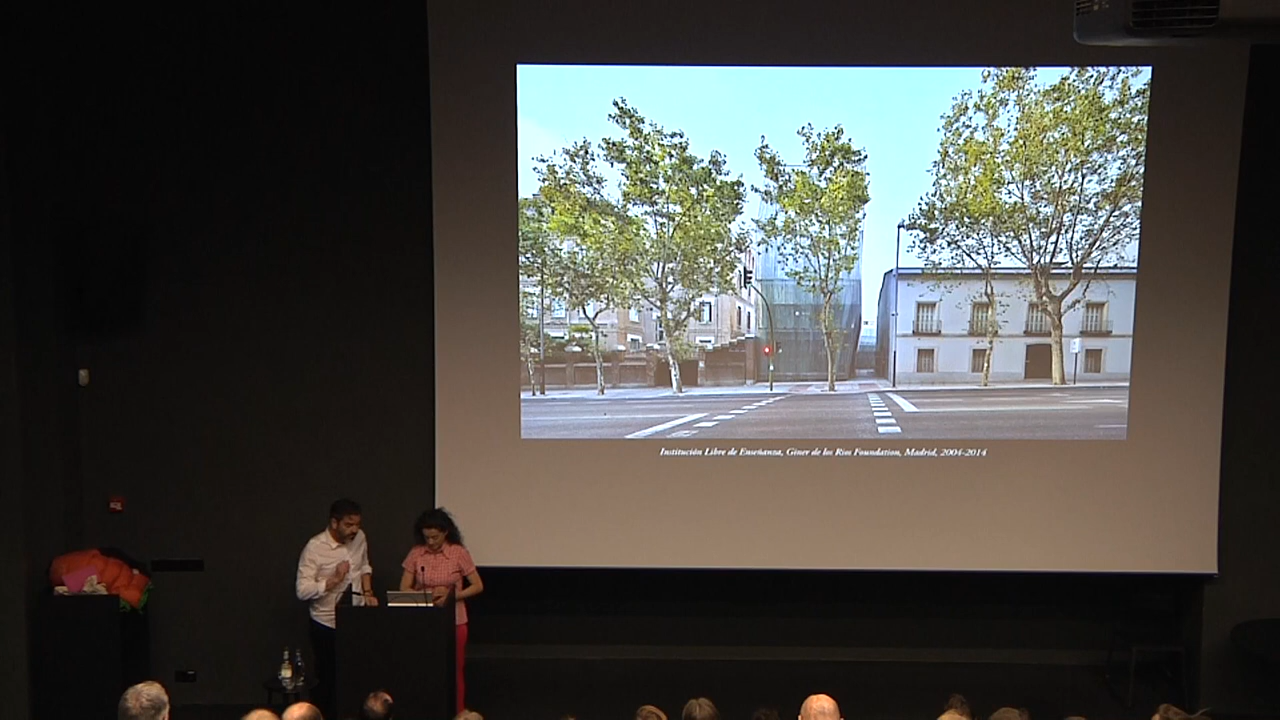 Institución Libre de Enseñanza, Giner de los Ríos Foundation, Madrid, 2004-2014